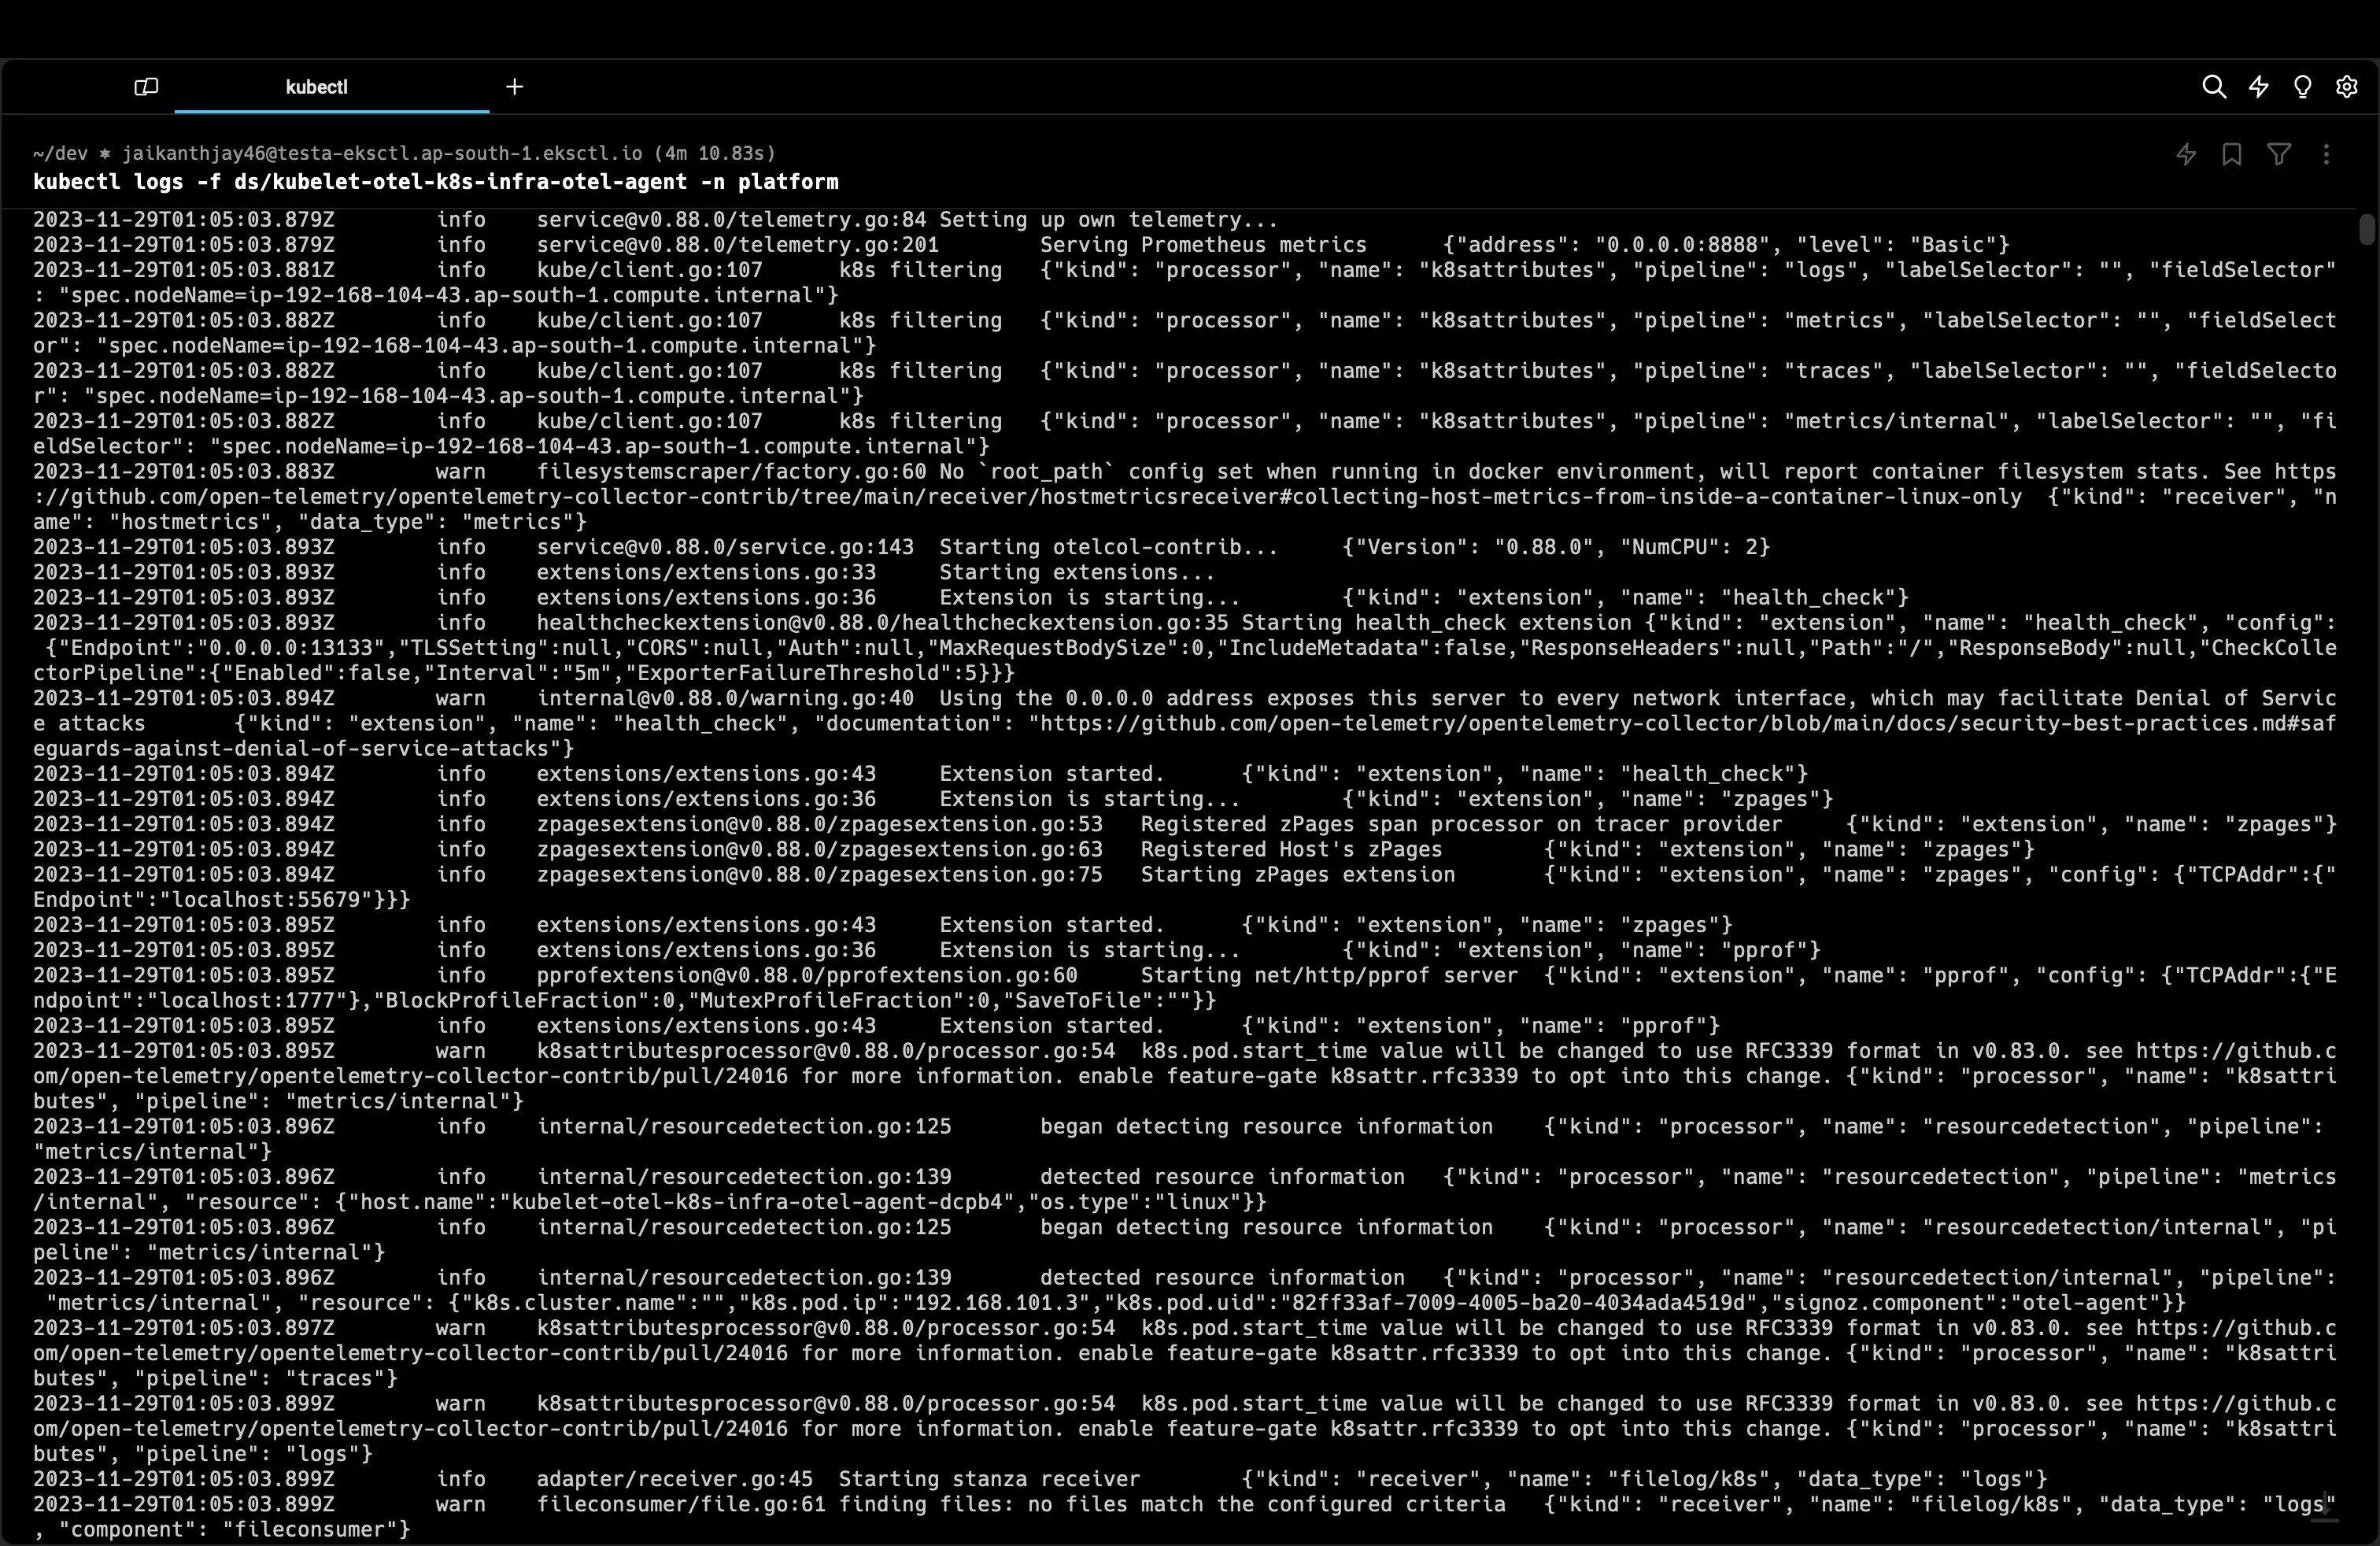 kubectl
~/dev ⎈ jaikanthjay46@testa-eksctl.ap-south-1.eksctl.io (4m 10.83s)
kubectl logs -f ds/kubelet-otel-k8s-infra-otel-agent -n platform
2023-11-29T01:05:03.879Z        info    service@v0.88.0/telemetry.go:84 Setting up own telemetry...
2023-11-29T01:05:03.879Z        info    service@v0.88.0/telemetry.go:201        Serving Prometheus metrics      {"address": "0.0.0.0:8888", "level": "Basic"}
2023-11-29T01:05:03.881Z        info    kube/client.go:107      k8s filtering   {"kind": "processor", "name": "k8sattributes", "pipeline": "logs", "labelSelector": "", "fieldSelector"
: "spec.nodeName=ip-192-168-104-43.ap-south-1.compute.internal"}
2023-11-29T01:05:03.882Z        info    kube/client.go:107      k8s filtering   {"kind": "processor", "name": "k8sattributes", "pipeline": "metrics", "labelSelector": "", "fieldSelect
or": "spec.nodeName=ip-192-168-104-43.ap-south-1.compute.internal"}
2023-11-29T01:05:03.882Z        info    kube/client.go:107      k8s filtering   {"kind": "processor", "name": "k8sattributes", "pipeline": "traces", "labelSelector": "", "fieldSelecto
r": "spec.nodeName=ip-192-168-104-43.ap-south-1.compute.internal"}
2023-11-29T01:05:03.882Z        info    kube/client.go:107      k8s filtering   {"kind": "processor", "name": "k8sattributes", "pipeline": "metrics/internal", "labelSelector": "", "fi
eldSelector": "spec.nodeName=ip-192-168-104-43.ap-south-1.compute.internal"}
2023-11-29T01:05:03.883Z        warn    filesystemscraper/factory.go:60 No `root_path` config set when running in docker environment, will report container filesystem stats. See https
://github.com/open-telemetry/opentelemetry-collector-contrib/tree/main/receiver/hostmetricsreceiver#collecting-host-metrics-from-inside-a-container-linux-only  {"kind": "receiver", "n
ame": "hostmetrics", "data_type": "metrics"}
2023-11-29T01:05:03.893Z        info    service@v0.88.0/service.go:143  Starting otelcol-contrib...     {"Version": "0.88.0", "NumCPU": 2}
2023-11-29T01:05:03.893Z        info    extensions/extensions.go:33     Starting extensions...
2023-11-29T01:05:03.893Z        info    extensions/extensions.go:36     Extension is starting...        {"kind": "extension", "name": "health_check"}
2023-11-29T01:05:03.893Z        info    healthcheckextension@v0.88.0/healthcheckextension.go:35 Starting health_check extension {"kind": "extension", "name": "health_check", "config":
 {"Endpoint":"0.0.0.0:13133","TLSSetting":null,"CORS":null,"Auth":null,"MaxRequestBodySize":0,"IncludeMetadata":false,"ResponseHeaders":null,"Path":"/","ResponseBody":null,"CheckColle
ctorPipeline":{"Enabled":false,"Interval":"5m","ExporterFailureThreshold":5}}}
2023-11-29T01:05:03.894Z        warn    internal@v0.88.0/warning.go:40  Using the 0.0.0.0 address exposes this server to every network interface, which may facilitate Denial of Servic
e attacks       {"kind": "extension", "name": "health_check", "documentation": "https://github.com/open-telemetry/opentelemetry-collector/blob/main/docs/security-best-practices.md#saf
eguards-against-denial-of-service-attacks"}
2023-11-29T01:05:03.894Z        info    extensions/extensions.go:43     Extension started.      {"kind": "extension", "name": "health_check"}
2023-11-29T01:05:03.894Z        info    extensions/extensions.go:36     Extension is starting...        {"kind": "extension", "name": "zpages"}
2023-11-29T01:05:03.894Z        info    zpagesextension@v0.88.0/zpagesextension.go:53   Registered zPages span processor on tracer provider     {"kind": "extension", "name": "zpages"}
2023-11-29T01:05:03.894Z        info    zpagesextension@v0.88.0/zpagesextension.go:63   Registered Host's zPages        {"kind": "extension", "name": "zpages"}
2023-11-29T01:05:03.894Z        info    zpagesextension@v0.88.0/zpagesextension.go:75   Starting zPages extension       {"kind": "extension", "name": "zpages", "config": {"TCPAddr":{"
Endpoint":"localhost:55679"}}}
2023-11-29T01:05:03.895Z        info    extensions/extensions.go:43     Extension started.      {"kind": "extension", "name": "zpages"}
2023-11-29T01:05:03.895Z        info    extensions/extensions.go:36     Extension is starting...        {"kind": "extension", "name": "pprof"}
2023-11-29T01:05:03.895Z        info    pprofextension@v0.88.0/pprofextension.go:60     Starting net/http/pprof server  {"kind": "extension", "name": "pprof", "config": {"TCPAddr":{"E
ndpoint":"localhost:1777"},"BlockProfileFraction":0,"MutexProfileFraction":0,"SaveToFile":""}}
2023-11-29T01:05:03.895Z        info    extensions/extensions.go:43     Extension started.      {"kind": "extension", "name": "pprof"}
2023-11-29T01:05:03.895Z        warn    k8sattributesprocessor@v0.88.0/processor.go:54  k8s.pod.start_time value will be changed to use RFC3339 format in v0.83.0. see https://github.c
om/open-telemetry/opentelemetry-collector-contrib/pull/24016 for more information. enable feature-gate k8sattr.rfc3339 to opt into this change. {"kind": "processor", "name": "k8sattri
butes", "pipeline": "metrics/internal"}
2023-11-29T01:05:03.896Z        info    internal/resourcedetection.go:125       began detecting resource information    {"kind": "processor", "name": "resourcedetection", "pipeline":
"metrics/internal"}
2023-11-29T01:05:03.896Z        info    internal/resourcedetection.go:139       detected resource information   {"kind": "processor", "name": "resourcedetection", "pipeline": "metrics
/internal", "resource": {"host.name":"kubelet-otel-k8s-infra-otel-agent-dcpb4","os.type":"linux"}}
2023-11-29T01:05:03.896Z        info    internal/resourcedetection.go:125       began detecting resource information    {"kind": "processor", "name": "resourcedetection/internal", "pi
peline": "metrics/internal"}
2023-11-29T01:05:03.896Z        info    internal/resourcedetection.go:139       detected resource information   {"kind": "processor", "name": "resourcedetection/internal", "pipeline":
 "metrics/internal", "resource": {"k8s.cluster.name":"","k8s.pod.ip":"192.168.101.3","k8s.pod.uid":"82ff33af-7009-4005-ba20-4034ada4519d","signoz.component":"otel-agent"}}
2023-11-29T01:05:03.897Z        warn    k8sattributesprocessor@v0.88.0/processor.go:54  k8s.pod.start_time value will be changed to use RFC3339 format in v0.83.0. see https://github.c
om/open-telemetry/opentelemetry-collector-contrib/pull/24016 for more information. enable feature-gate k8sattr.rfc3339 to opt into this change. {"kind": "processor", "name": "k8sattri
butes", "pipeline": "traces"}
2023-11-29T01:05:03.899Z        warn    k8sattributesprocessor@v0.88.0/processor.go:54  k8s.pod.start_time value will be changed to use RFC3339 format in v0.83.0. see https://github.c
om/open-telemetry/opentelemetry-collector-contrib/pull/24016 for more information. enable feature-gate k8sattr.rfc3339 to opt into this change. {"kind": "processor", "name": "k8sattri
butes", "pipeline": "logs"}
2023-11-29T01:05:03.899Z        info    adapter/receiver.go:45  Starting stanza receiver        {"kind": "receiver", "name": "filelog/k8s", "data_type": "logs"}
2023-11-29T01:05:03.899Z        warn    fileconsumer/file.go:61 finding files: no files match the configured criteria   {"kind": "receiver", "name": "filelog/k8s", "data_type": "logs"
, "component": "fileconsumer"}